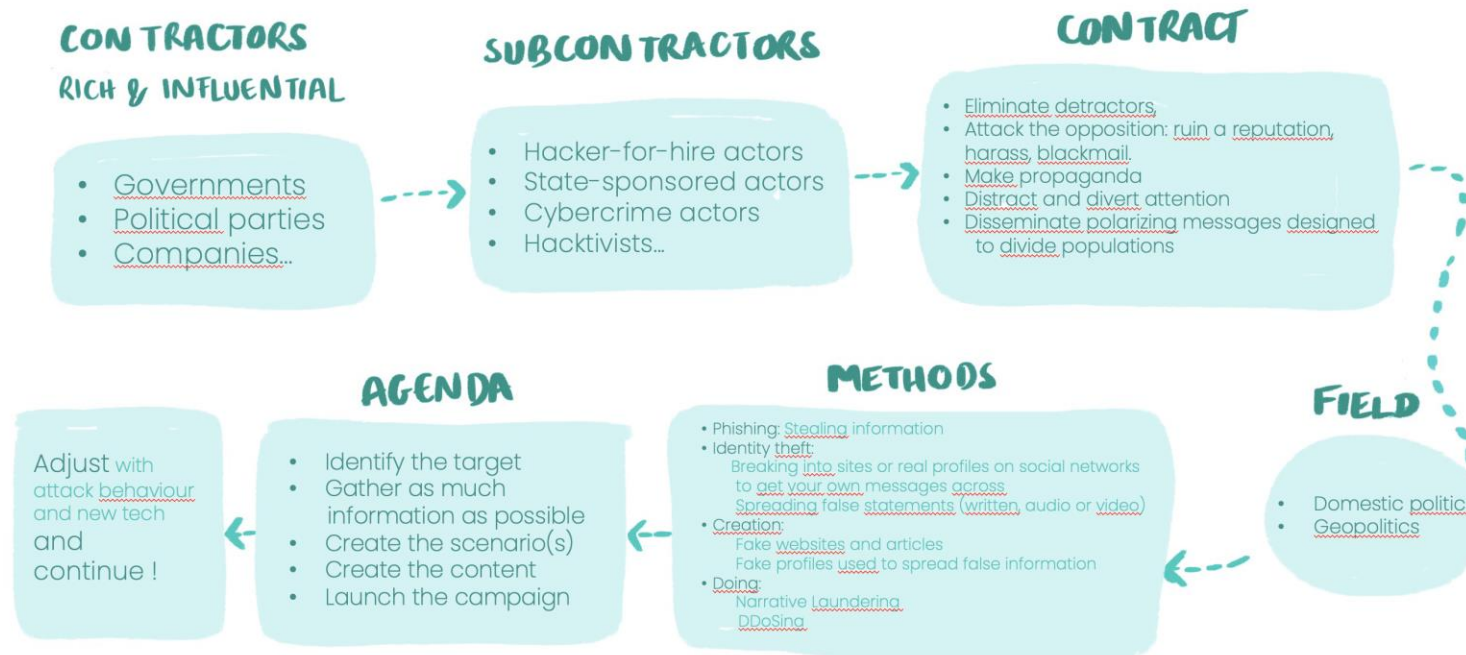 CONTRACTORS
RICH & INFLUENTIAL
• Governments
• Political parties
• Companies...
SUBCONTRACTORS
• Hacker-for-hire actors
• State-sponsored actors
• Cybercrime actors
• Hacktivists...
CONTRACT
• Eliminate detractors,
• Attack the opposition: ruin a reputation,
harass, blackmail.
• Make propaganda
• Distract and divert attention
• Disseminate polarizing messages designed
to divide populations
FIELD
• Domestic politic
• Geopolitics
METHODS
• Phishing: Stealing information
• Identity theft:
Breaking into sites or real profiles on social networks
to get your own messages across
Spreading false statements (written, audio or video)
• Creation:
Fake websites and articles
Fake profiles used to spread false information
• Doing:
Narrative Laundering
DDoSing
AGENDA
• Identify the target
• Gather as much
information as possible
• Create the scenario(s)
• Create the content
• Launch the campaign
Adjust with
attack behaviour
and new tech
and
continue !